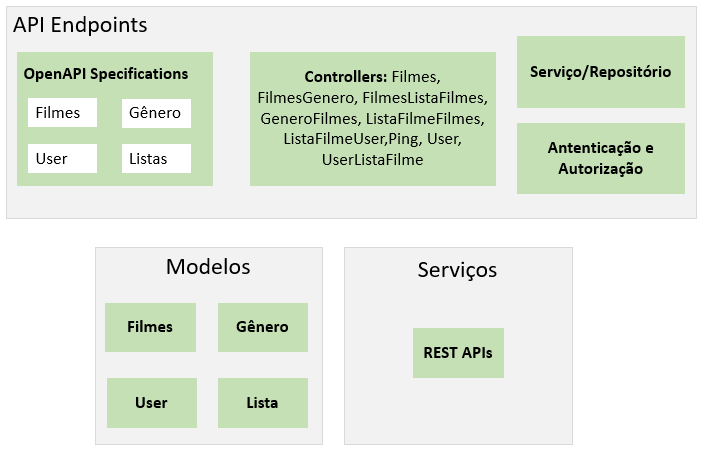 API Endpoints
OpenAPI Specifications
Filmes
Gênero
User
Listas
Controllers: Filmes,
FilmesGenero, FilmesListaFilmes,
GeneroFilmes, ListaFilmeFilmes,
ListaFilmeUser,Ping, User,
UserListaFilme
Serviço/Repositório
Antenticação e
Autorização
Modelos
Filmes
Gênero
User
Lista
Serviços
REST APIs